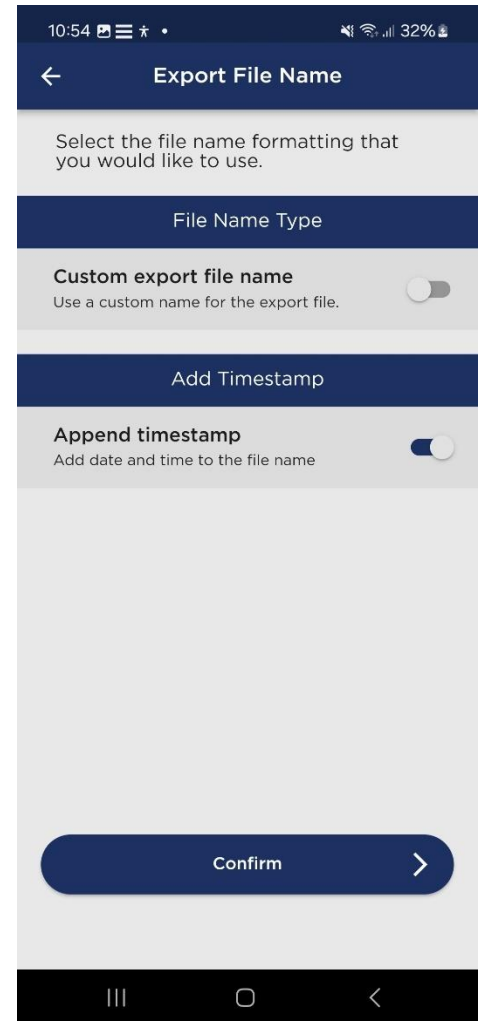 10:54 32%
Export File Name
Select the file name formatting that
you would like to use.
File Name Type
Custom export file name
Use a custom name for the export file.
Add Timestamp
Append timestamp
Add date and time to the file name
Confirm